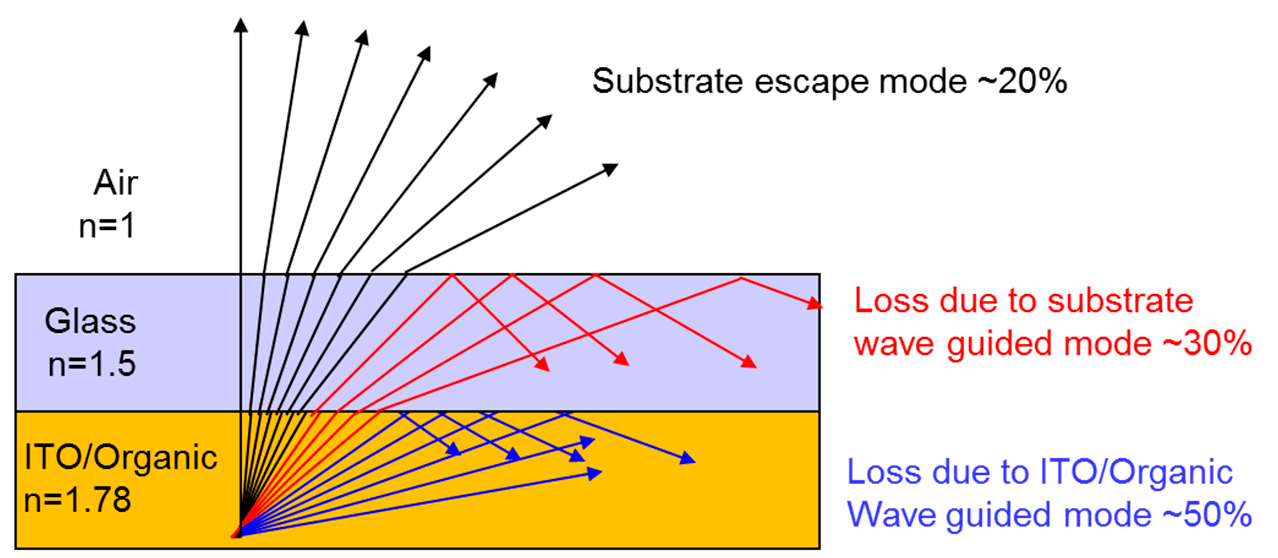 Substrate escape mode ~20%
Air
n=1
Glass
n=1.5
Loss due to substrate
wave guided mode ~30%
ITO/Organic
n=1.78
Loss due to ITO/Organic
Wave guided mode ~50%